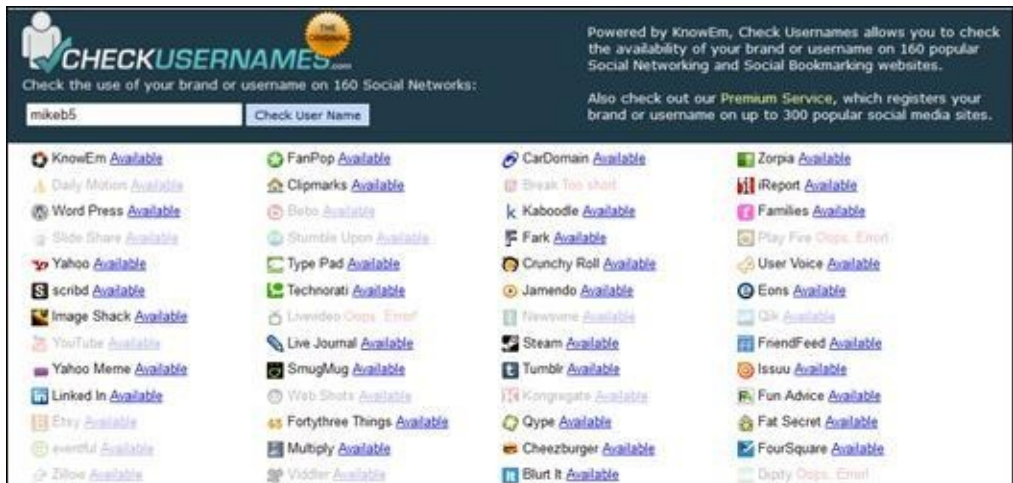 THE ORIGINAL
CHECKUSERNAMES.com
Check the use of your brand or username on 160 Social Networks:
mikeb5 Check User Name
Powered by KnowEm, Check Usernames allows you to check
the availability of your brand or username on 160 popular
Social Networking and Social Bookmarking websites.
Also check out our Premium Service, which registers your
brand or username on up to 300 popular social media sites.
KnowEm Available FanPop Available CarDomain Available Zorpia Available
Daily Motion Available Clipmarks Available Break Too short iReport Available
Word Press Available Bebo Available Kaboodle Available Families Available
Slide Share Available Stumble Upon Available Fark Available Play Fire Oops. Error!
Yahoo Available Type Pad Available Crunchy Roll Available User Voice Available
scribd Available Technorati Available Jamendo Available Eons Available
Image Shack Available Livevideo Oops. Error! Newsvine Available Qik Available
YouTube Available Live Journal Available Steam Available FriendFeed Available
Yahoo Meme Available SmugMug Available Tumblr Available Issuu Available
Linked In Available Web Shots Available Kongregate Available Fun Advice Available
Etsy Available Fortythree Things Available Qype Available Fat Secret Available
eventful Available Multiply Available Cheezburger Available FourSquare Available
Zillow Available Viddler Available Blurt It Available Dipity Oops. Error!